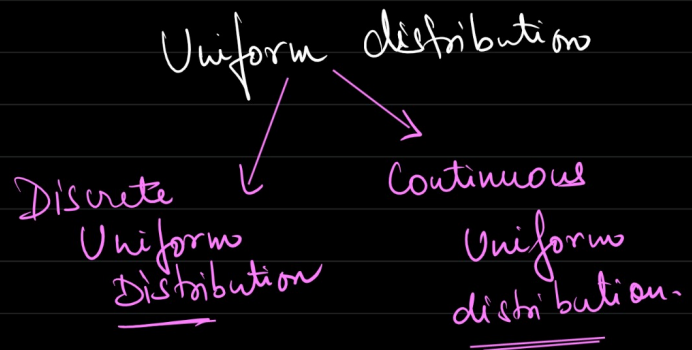 Uniform distribution
Discrete
Uniform
Distribution
Continuous
Uniform
distribution.